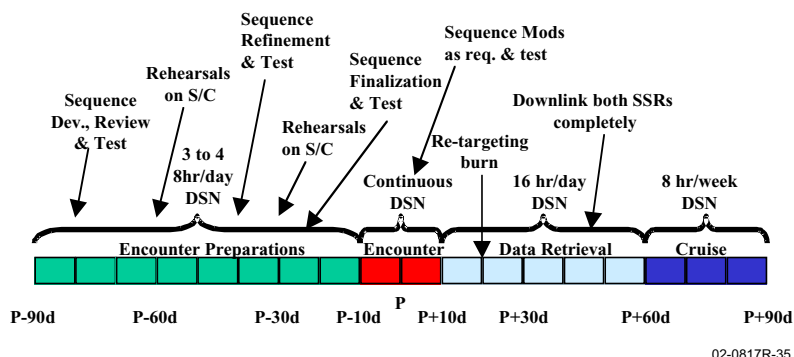 Sequence
Refinement
& Test
Sequence Mods
as req. & test
Sequence
Finalization
& Test
Rehearsals
on S/C
Sequence
Dev., Review
& Test
Downlink both SSRs
completely
Rehearsals
on S/C
Re-targeting
burn
3 to 4
8hr/day
DSN
Continuous
DSN
16 hr/day
DSN
8 hr/week
DSN
Encounter Preparations
Encounter
Data Retrieval
Cruise
P
P-90d
P-60d
P-30d
P-10d
P+10d
P+30d
P+60d
P+90d
02-0817R-35